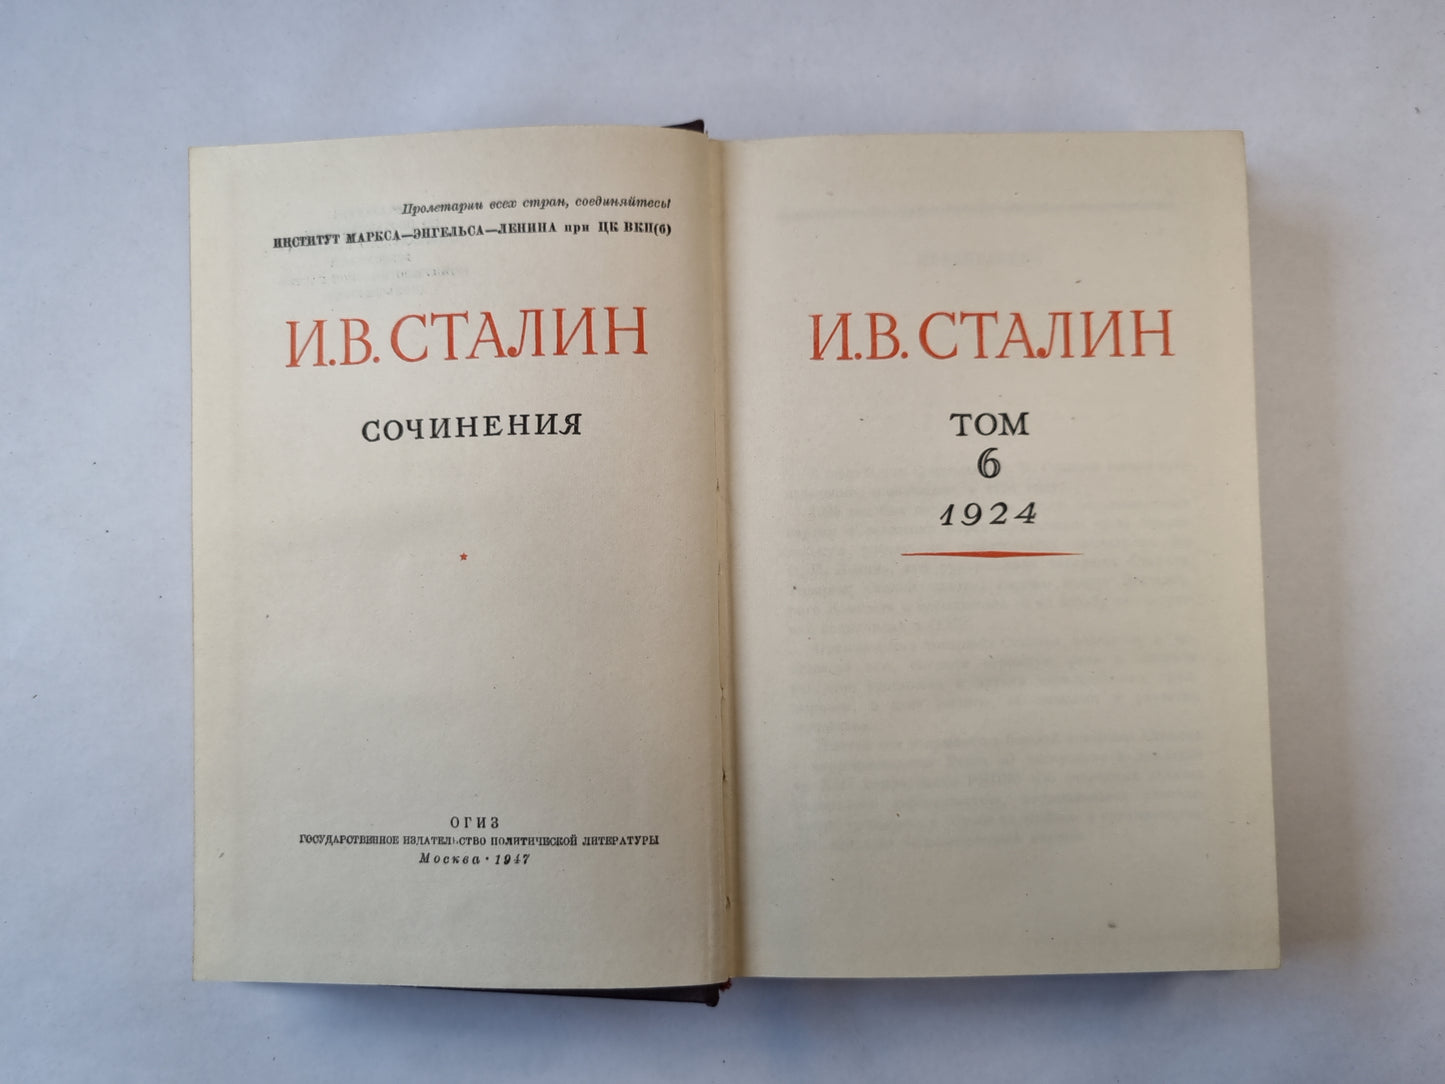 Пролетарии всех стран, соединяйтесь!
ИНСТИТУТ МАРКСА—ЭНГЕЛЬСА—ЛЕНИНА при ЦК ВКП(б)
И.В. СТАЛИН
СОЧИНЕНИЯ
ОГИЗ
ГОСУДАРСТВЕННОЕ ИЗДАТЕЛЬСТВО ПОЛИТИЧЕСКОЙ ЛИТЕРАТУРЫ
Москва • 1947
И.В. СТАЛИН
ТОМ
6
1924